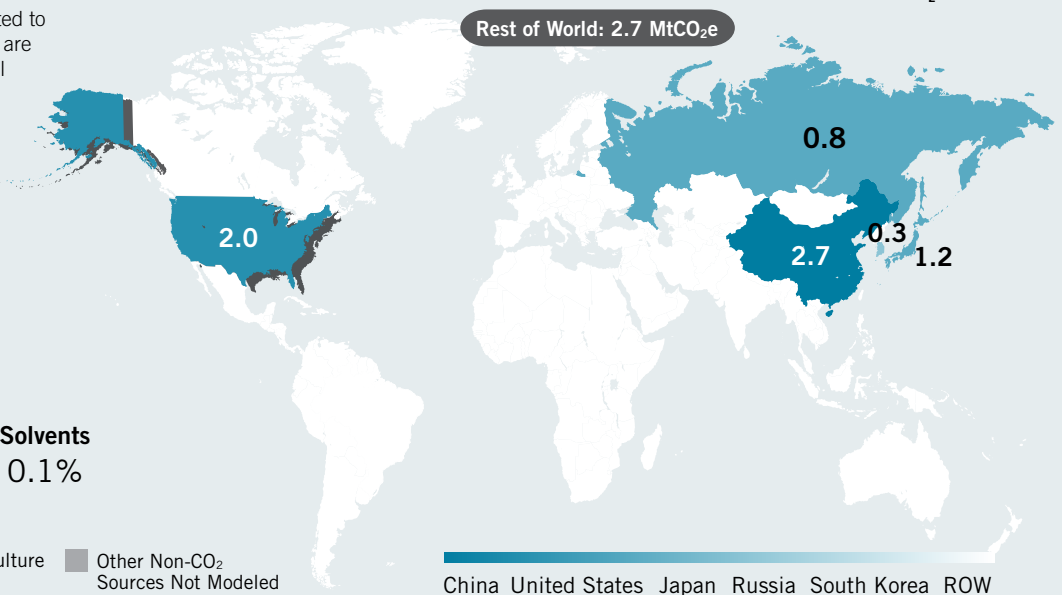 ted to
are
l
2
Rest of World: 2.7 MtCO₂e
0.8
2.0
0.3
2.7
1.2
Solvents
0.1%
ulture
Other Non-CO₂
Sources Not Modeled
China United States Japan Russia South Korea ROW